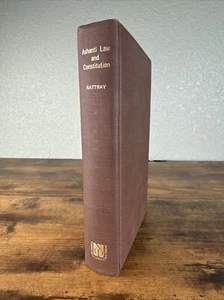 Ashanti Law
and
Constitution
RATTRAY